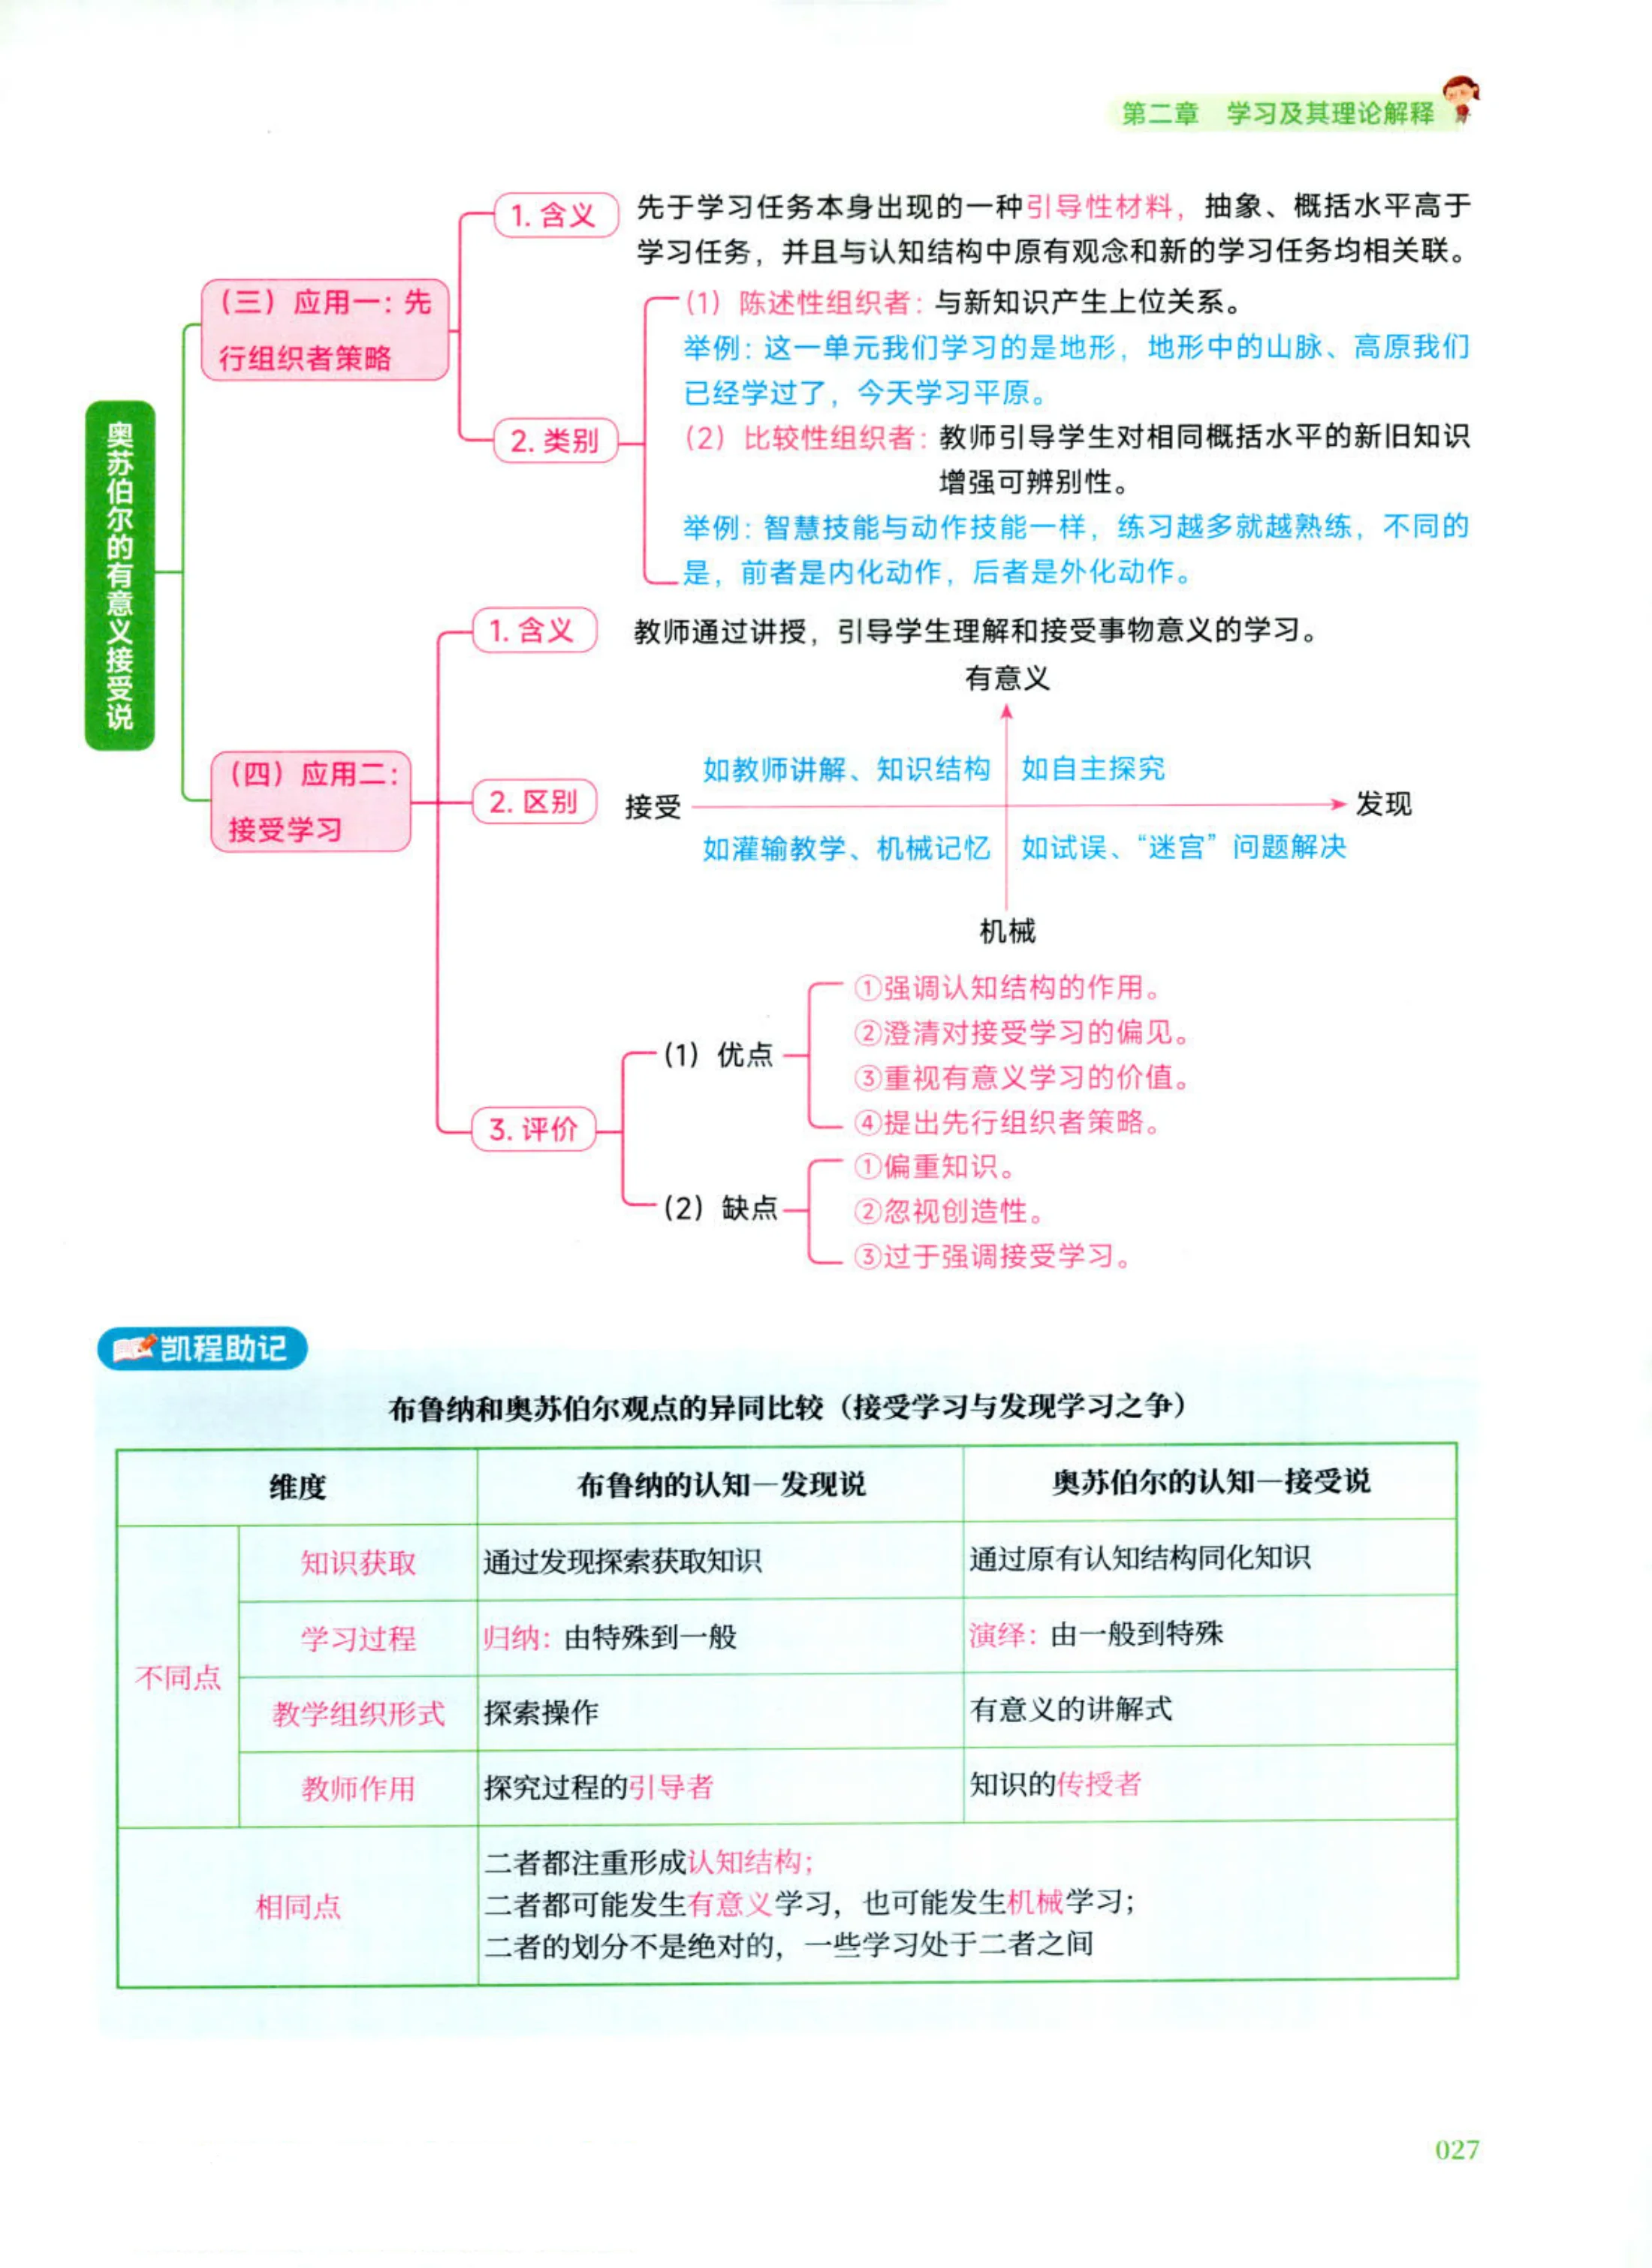 第二章 学习及其理论解释
奥苏伯尔的有意义接受说
(三)应用一:先
行组织者策略
1. 含义
先于学习任务本身出现的一种引导性材料,抽象、概括水平高于
学习任务,并且与认知结构中原有观念和新的学习任务均相关联。
2. 类别
(1)陈述性组织者:与新知识产生上位关系。
举例:这一单元我们学习的是地形,地形中的山脉、高原我们
已经学过了,今天学习平原。
(2)比较性组织者:教师引导学生对相同概括水平的新旧知识
增强可辨别性。
举例:智慧技能与动作技能一样,练习越多就越熟练,不同的
是,前者是内化动作,后者是外化动作。
(四)应用二:
接受学习
1. 含义
教师通过讲授,引导学生理解和接受事物意义的学习。
2. 区别
有意义
如教师讲解、知识结构 如自主探究
接受 发现
如灌输教学、机械记忆 如试误、“迷宫”问题解决
机械
3. 评价
(1)优点
①强调认知结构的作用。
②澄清对接受学习的偏见。
③重视有意义学习的价值。
④提出先行组织者策略。
(2)缺点
①偏重知识。
②忽视创造性。
③过于强调接受学习。
凯程助记
布鲁纳和奥苏伯尔观点的异同比较(接受学习与发现学习之争)
维度 布鲁纳的认知—发现说 奥苏伯尔的认知—接受说
不同点
知识获取 通过发现探索获取知识 通过原有认知结构同化知识
学习过程 归纳:由特殊到一般 演绎:由一般到特殊
教学组织形式 探索操作 有意义的讲解式
教师作用 探究过程的引导者 知识的传授者
相同点
二者都注重形成认知结构;
二者都可能发生有意义学习,也可能发生机械学习;
二者的划分不是绝对的,一些学习处于二者之间
027